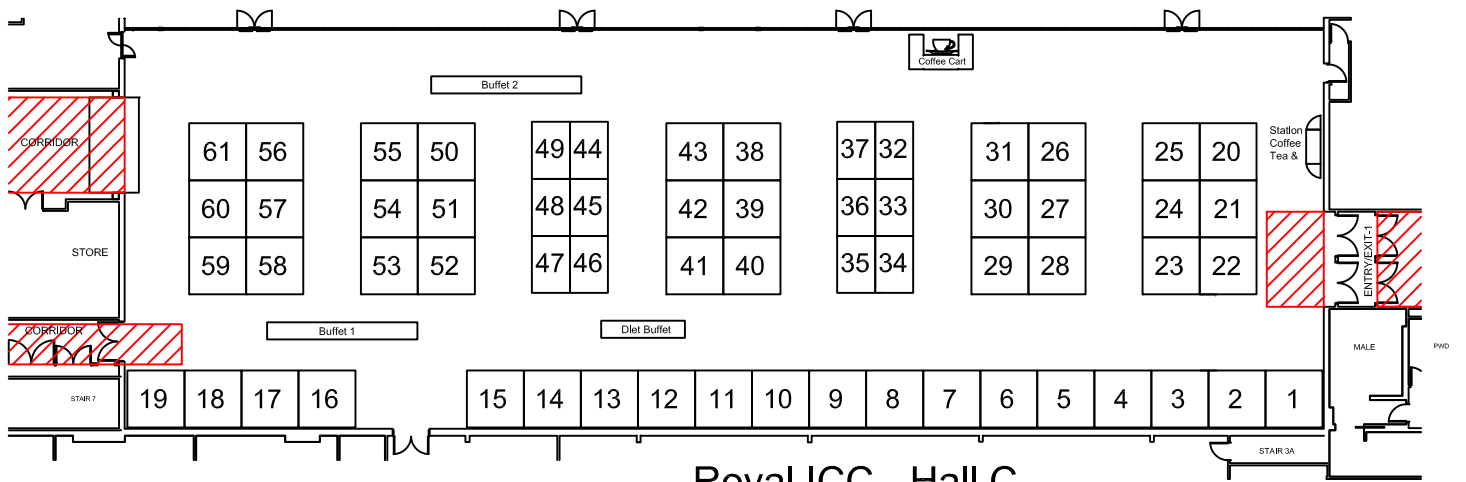 Coffee Cart
Buffet 2
CORRIDOR
61 56 55 50 49 44 43 38 37 32 31 26 25 20
Station
Coffee
Tea &
60 57 54 51 48 45 42 39 36 33 30 27 24 21
STORE
59 58 53 52 47 46 41 40 35 34 29 28 23 22
ENTRY/EXIT-1
CORRIDOR
Buffet 1
DIet Buffet
MALE
PWD
STAIR 7
19 18 17 16 15 14 13 12 11 10 9 8 7 6 5 4 3 2 1
STAIR 3A
Royal ICC - Hall C